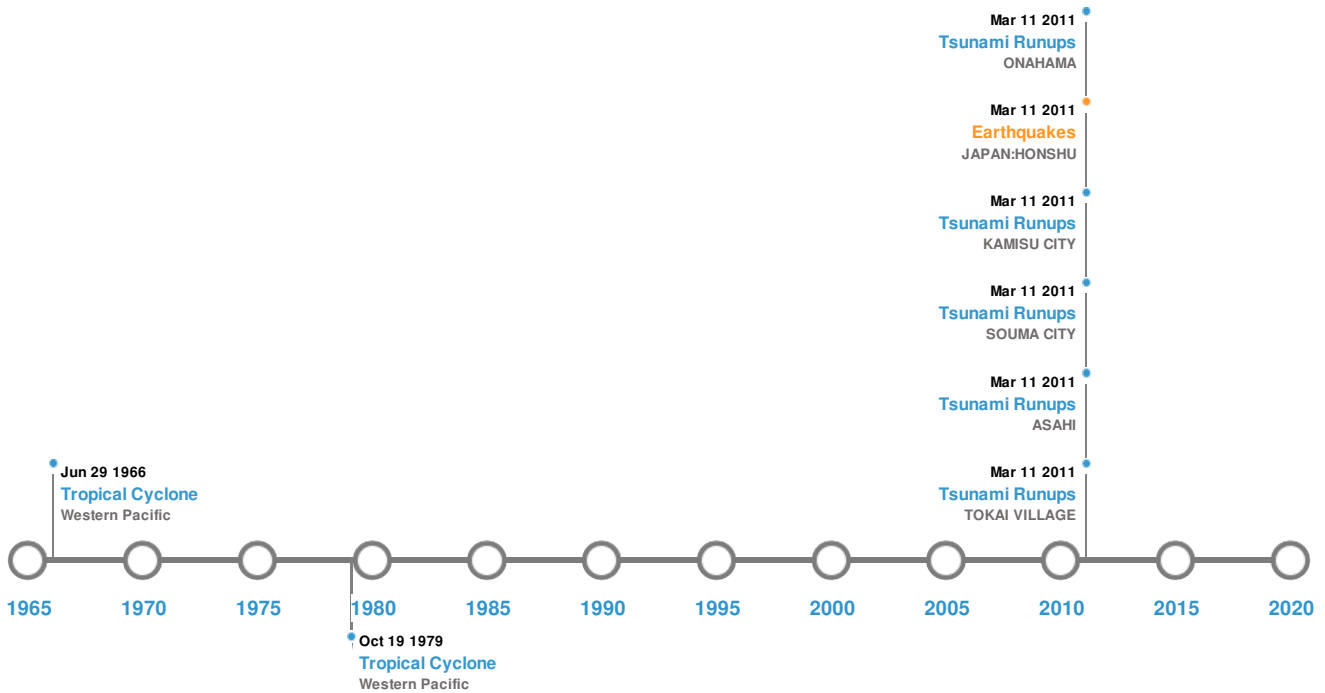 Mar 11 2011
Tsunami Runups
ONAHAMA
Mar 11 2011
Earthquakes
JAPAN:HONSHU
Mar 11 2011
Tsunami Runups
KAMISU CITY
Mar 11 2011
Tsunami Runups
SOUMA CITY
Mar 11 2011
Tsunami Runups
ASAHI
Jun 29 1966
Tropical Cyclone
Western Pacific
Mar 11 2011
Tsunami Runups
TOKAI VILLAGE
1965 1970 1975 1980 1985 1990 1995 2000 2005 2010 2015 2020
Oct 19 1979
Tropical Cyclone
Western Pacific